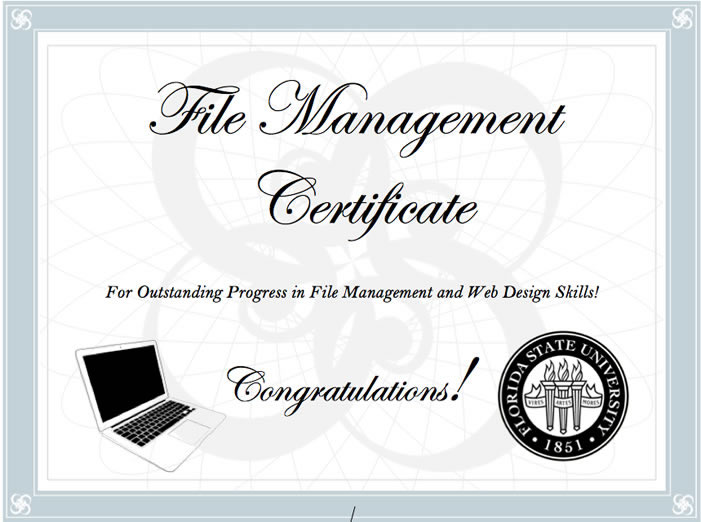 File Management
Certificate
For Outstanding Progress in File Management and Web Design Skills!
Congratulations!
FLORIDA STATE UNIVERSITY
VIRES ARTES MORES
1851
/